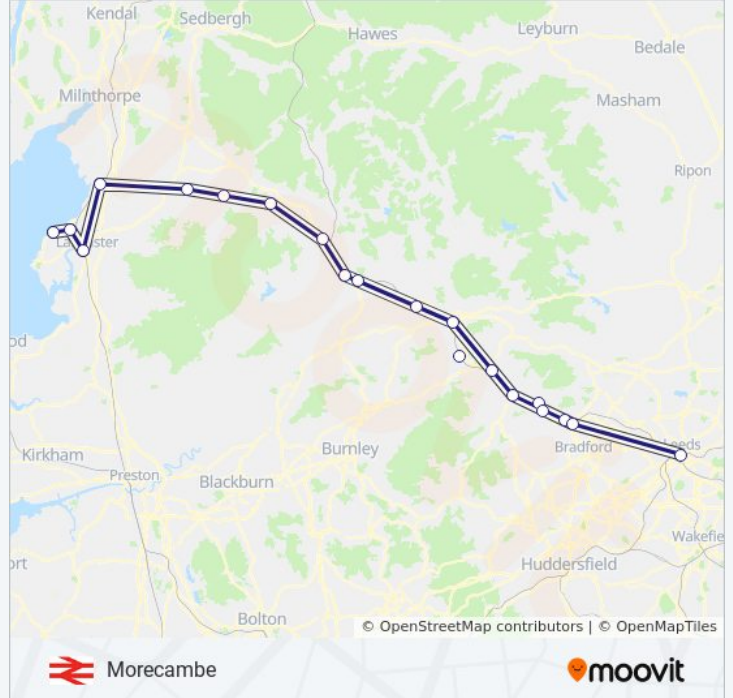 Kendal
Sedbergh
Hawes
Leyburn
Bedale
Milnthorpe
Masham
Ripon
Lancaster
od
Kirkham
Preston
Blackburn
Burnley
Bradford
Leeds
Wakefie
ort
Huddersfield
Bolton
© OpenStreetMap contributors | © OpenMapTiles
Morecambe
moovit